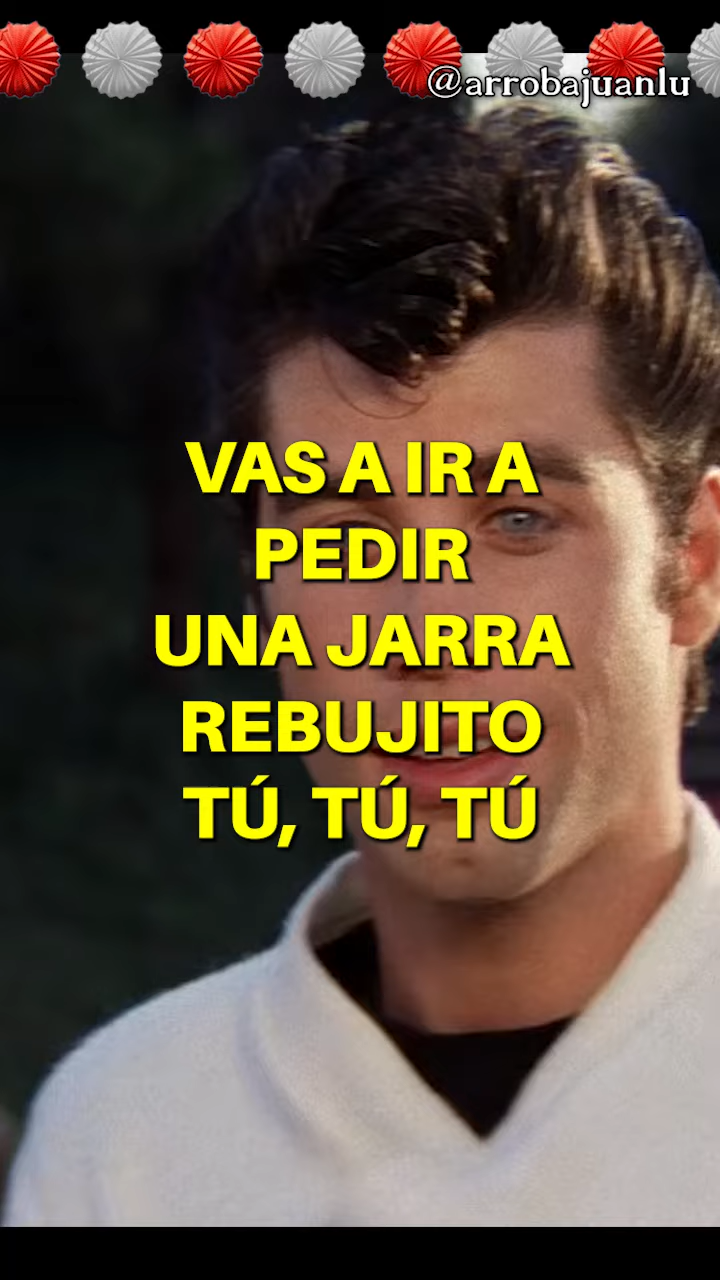 @arrobajuanlu
VAS A IR A
PEDIR
UNA JARRA
REBUJITO
TÚ, TÚ, TÚ